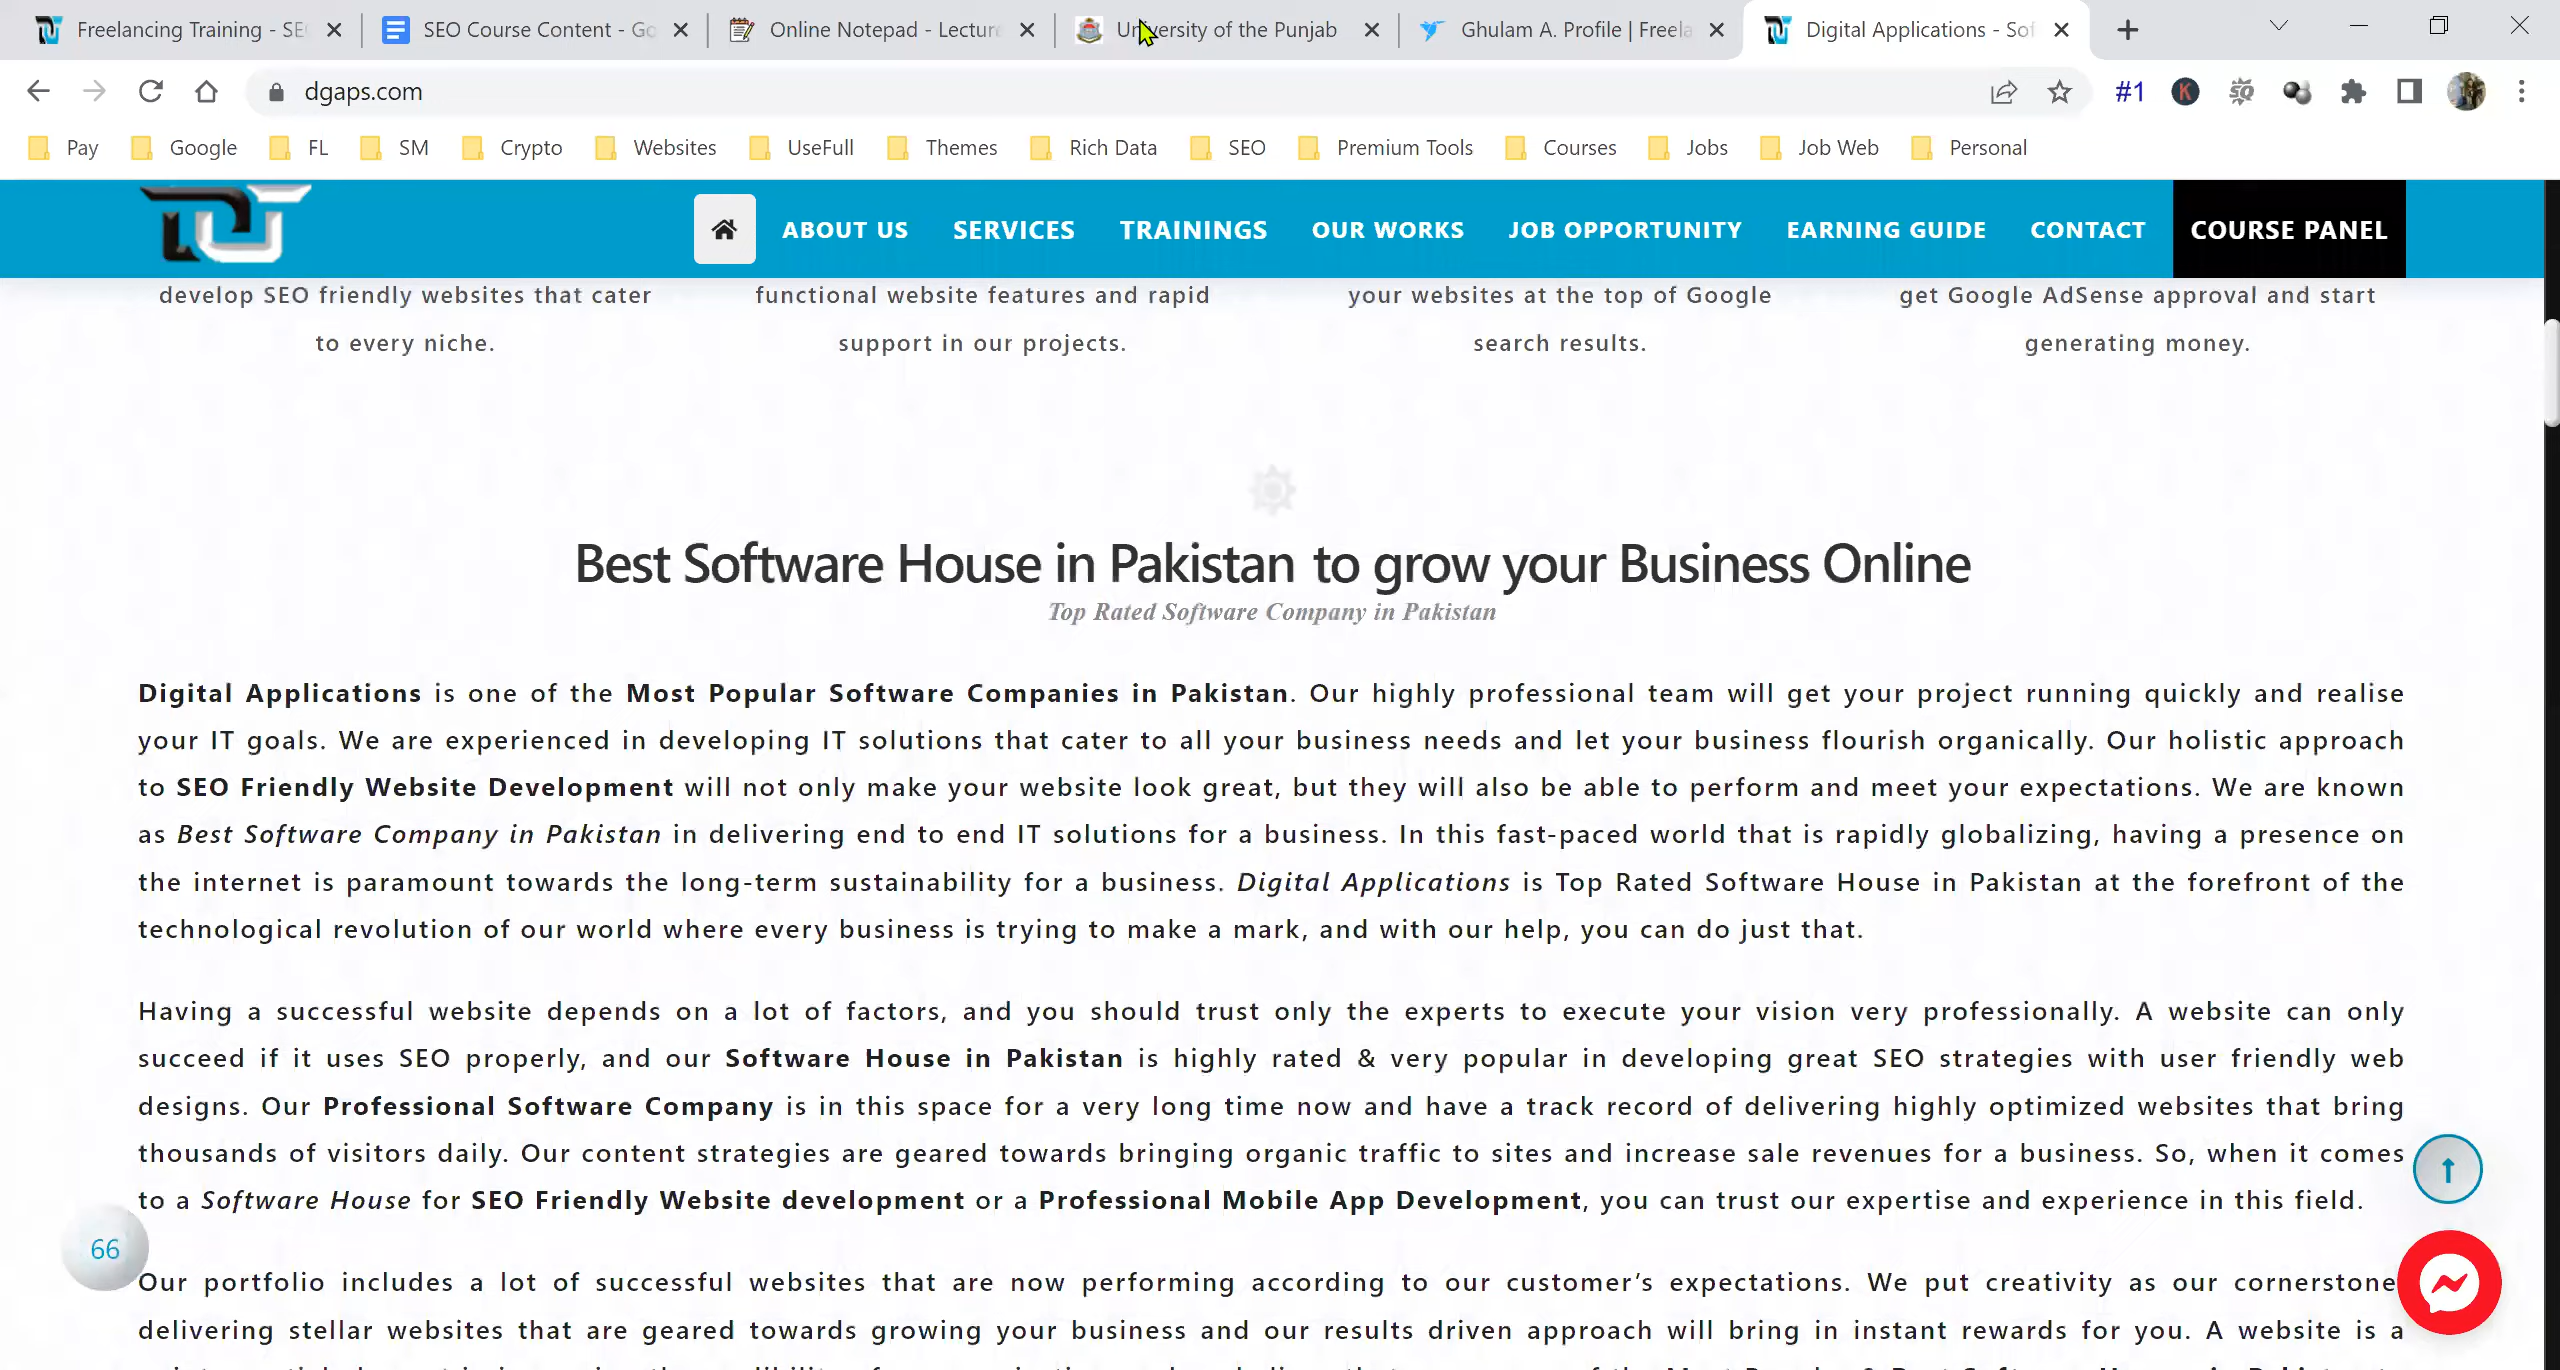 Freelancing Training - SEO
SEO Course Content - Go
Online Notepad - Lecture
University of the Punjab
Ghulam A. Profile | Freela
Digital Applications - Sof
dgaps.com
#1
K
SQ
Pay
Google
FL
SM
Crypto
Websites
UseFull
Themes
Rich Data
SEO
Premium Tools
Courses
Jobs
Job Web
Personal
ABOUT US
SERVICES
TRAININGS
OUR WORKS
JOB OPPORTUNITY
EARNING GUIDE
CONTACT
COURSE PANEL
develop SEO friendly websites that cater
to every niche.
functional website features and rapid
support in our projects.
your websites at the top of Google
search results.
get Google AdSense approval and start
generating money.
Best Software House in Pakistan to grow your Business Online
Top Rated Software Company in Pakistan
Digital Applications is one of the Most Popular Software Companies in Pakistan. Our highly professional team will get your project running quickly and realise
your IT goals. We are experienced in developing IT solutions that cater to all your business needs and let your business flourish organically. Our holistic approach
to SEO Friendly Website Development will not only make your website look great, but they will also be able to perform and meet your expectations. We are known
as Best Software Company in Pakistan in delivering end to end IT solutions for a business. In this fast-paced world that is rapidly globalizing, having a presence on
the internet is paramount towards the long-term sustainability for a business. Digital Applications is Top Rated Software House in Pakistan at the forefront of the
technological revolution of our world where every business is trying to make a mark, and with our help, you can do just that.
Having a successful website depends on a lot of factors, and you should trust only the experts to execute your vision very professionally. A website can only
succeed if it uses SEO properly, and our Software House in Pakistan is highly rated & very popular in developing great SEO strategies with user friendly web
designs. Our Professional Software Company is in this space for a very long time now and have a track record of delivering highly optimized websites that bring
thousands of visitors daily. Our content strategies are geared towards bringing organic traffic to sites and increase sale revenues for a business. So, when it comes
to a Software House for SEO Friendly Website development or a Professional Mobile App Development, you can trust our expertise and experience in this field.
66
Our portfolio includes a lot of successful websites that are now performing according to our customer's expectations. We put creativity as our cornerstone
delivering stellar websites that are geared towards growing your business and our results driven approach will bring in instant rewards for you. A website is a